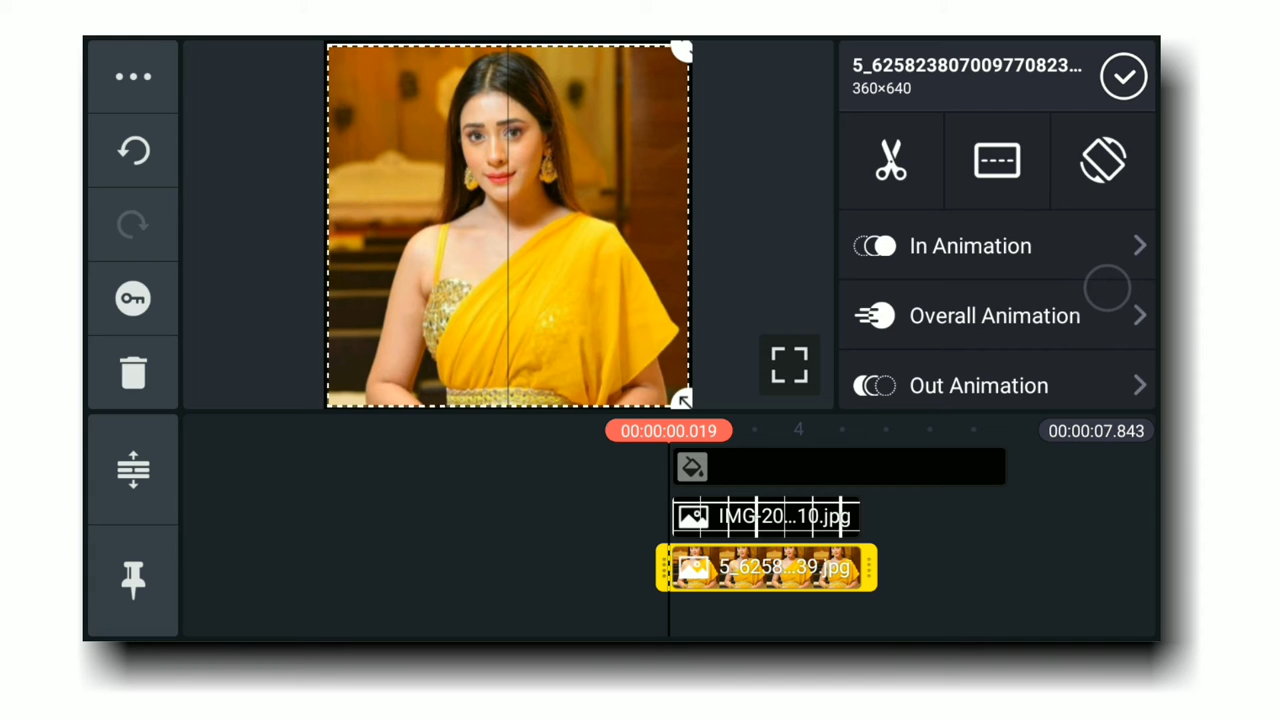 5_625823807009770823...
360×640
In Animation
Overall Animation
Out Animation
00:00:00.019
4
00:00:07.843
IMG-20...10.jpg
5_6258...39.jpg